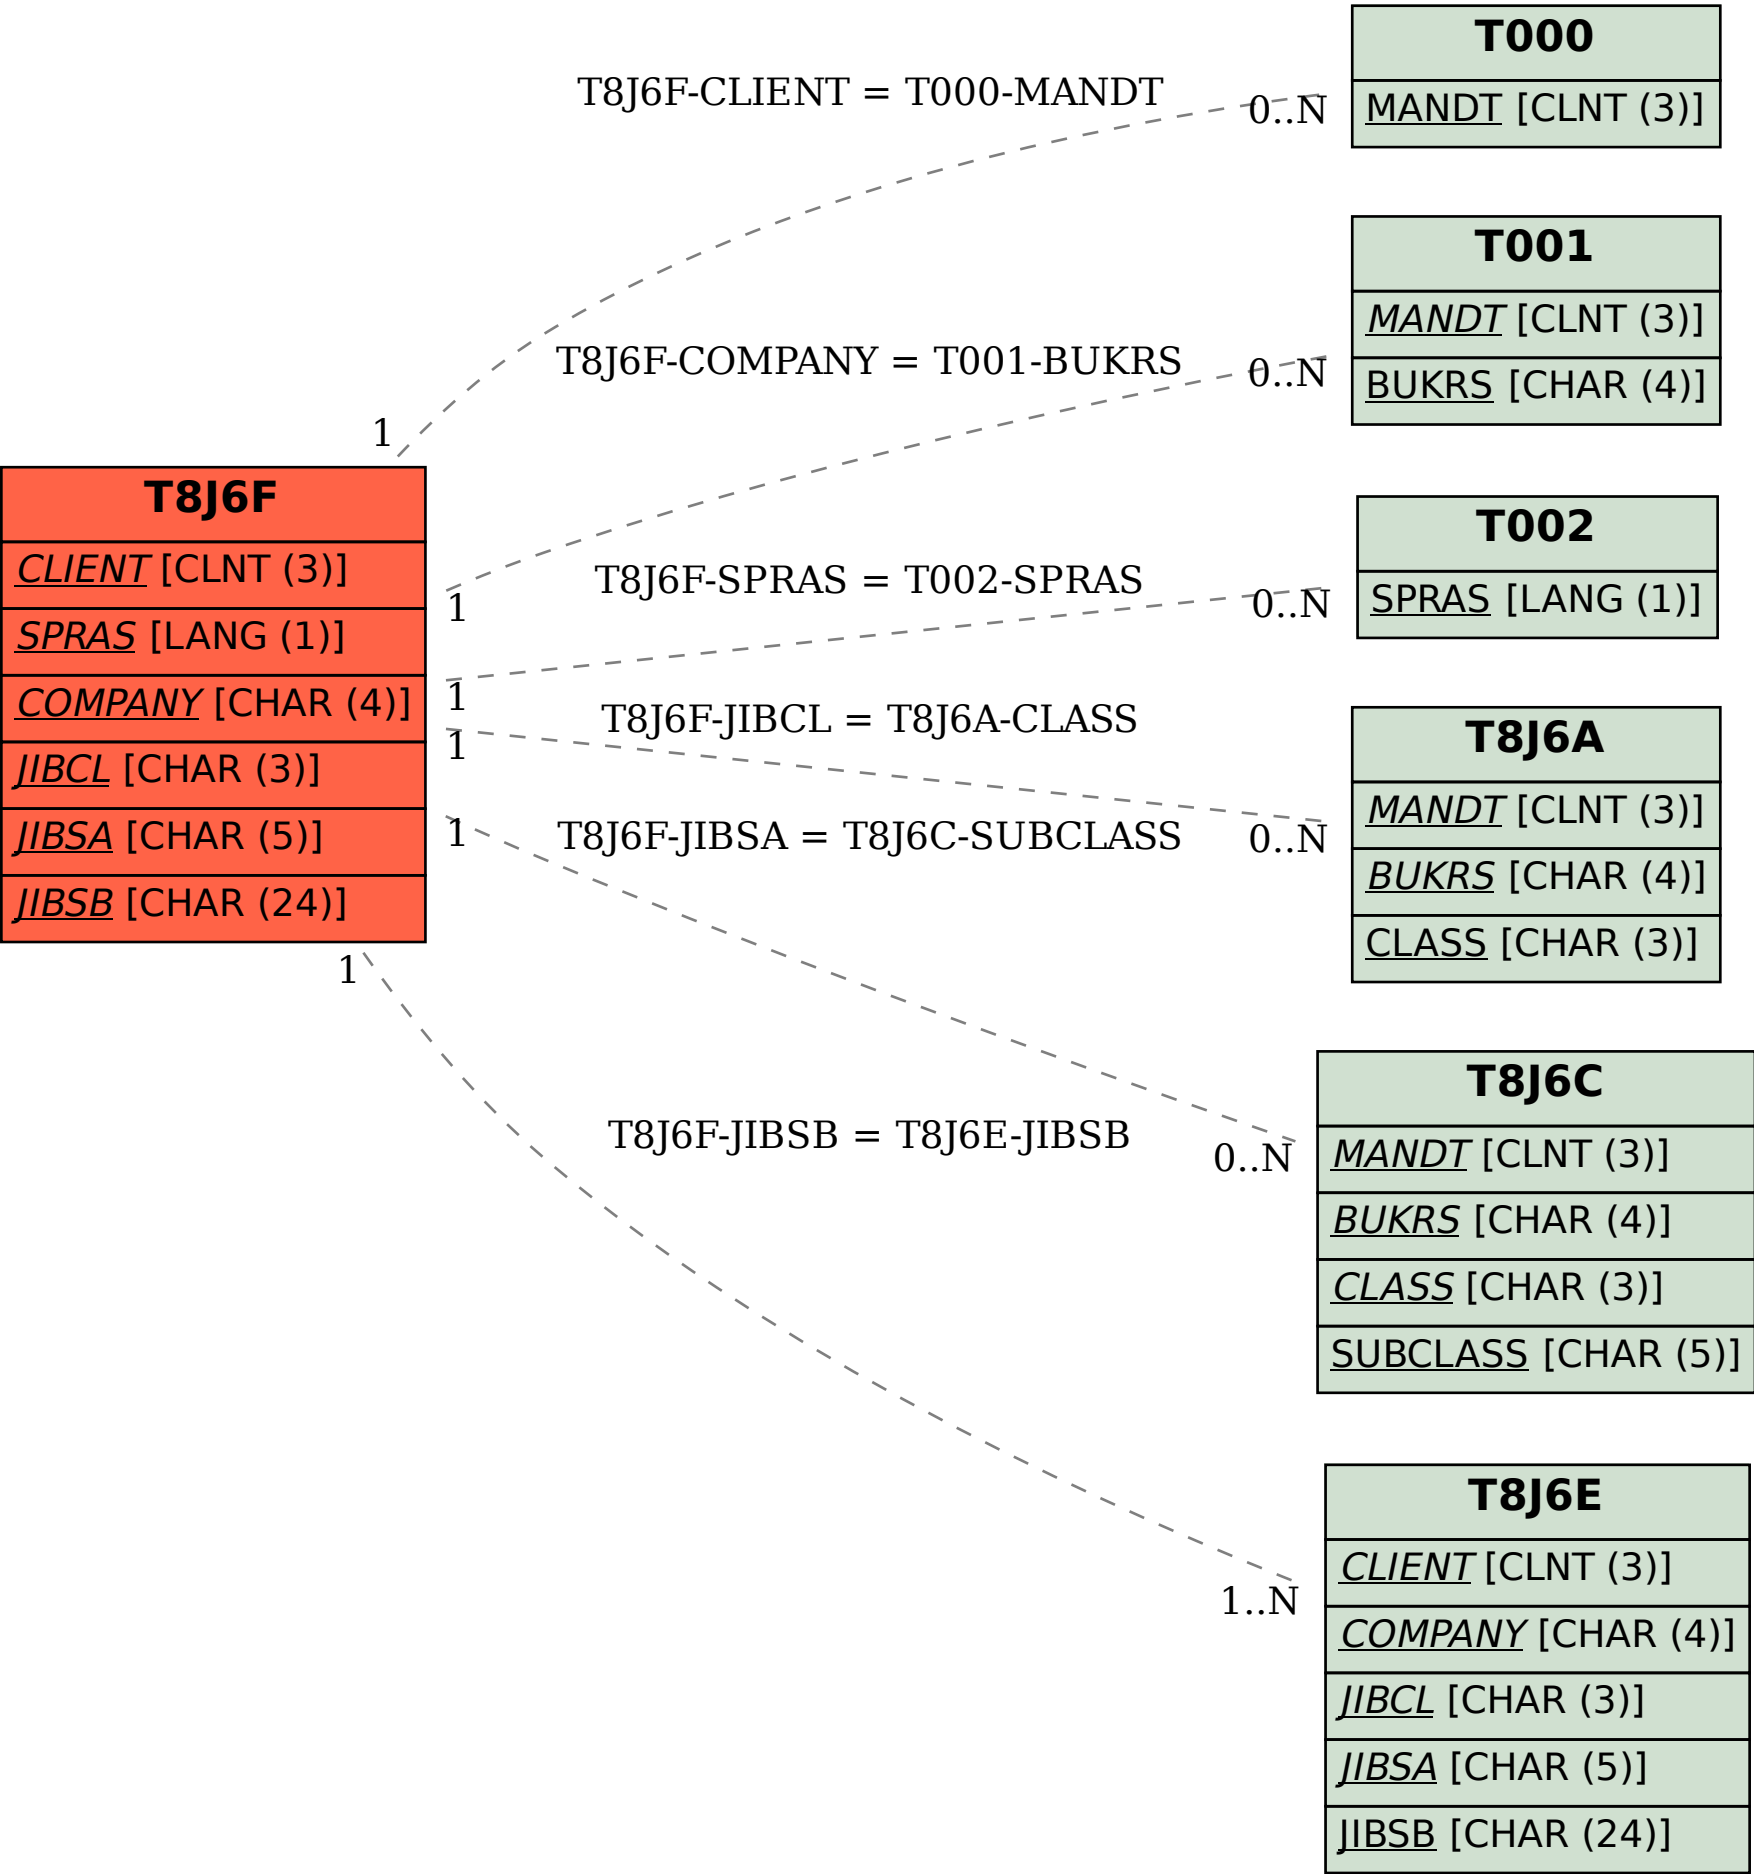 T000
MANDT [CLNT (3)]
T8J6F-CLIENT = T000-MANDT
0..N
1
T001
MANDT [CLNT (3)]
BUKRS [CHAR (4)]
T8J6F-COMPANY = T001-BUKRS
0..N
1
T8J6F
CLIENT [CLNT (3)]
SPRAS [LANG (1)]
COMPANY [CHAR (4)]
JIBCL [CHAR (3)]
JIBSA [CHAR (5)]
JIBSB [CHAR (24)]
T002
SPRAS [LANG (1)]
T8J6F-SPRAS = T002-SPRAS
0..N
1
T8J6F-JIBCL = T8J6A-CLASS
0..N
1
T8J6A
MANDT [CLNT (3)]
BUKRS [CHAR (4)]
CLASS [CHAR (3)]
T8J6F-JIBSA = T8J6C-SUBCLASS
0..N
1
T8J6C
MANDT [CLNT (3)]
BUKRS [CHAR (4)]
CLASS [CHAR (3)]
SUBCLASS [CHAR (5)]
T8J6F-JIBSB = T8J6E-JIBSB
1..N
1
T8J6E
CLIENT [CLNT (3)]
COMPANY [CHAR (4)]
JIBCL [CHAR (3)]
JIBSA [CHAR (5)]
JIBSB [CHAR (24)]